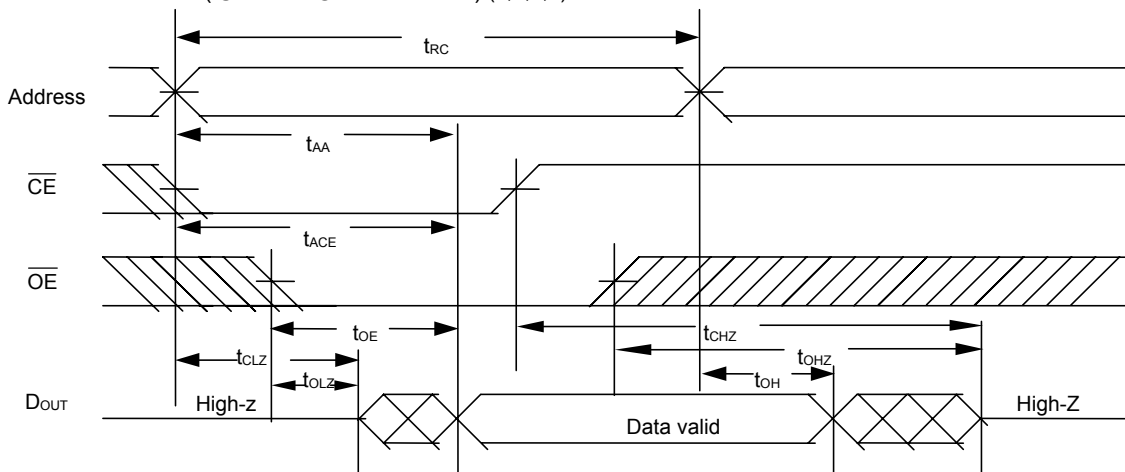 tRC
Address
tAA
CE
tACE
OE
tOE
tCHZ
tCLZ
tOHZ
tOLZ
tOH
DOUT
High-z
Data valid
High-Z